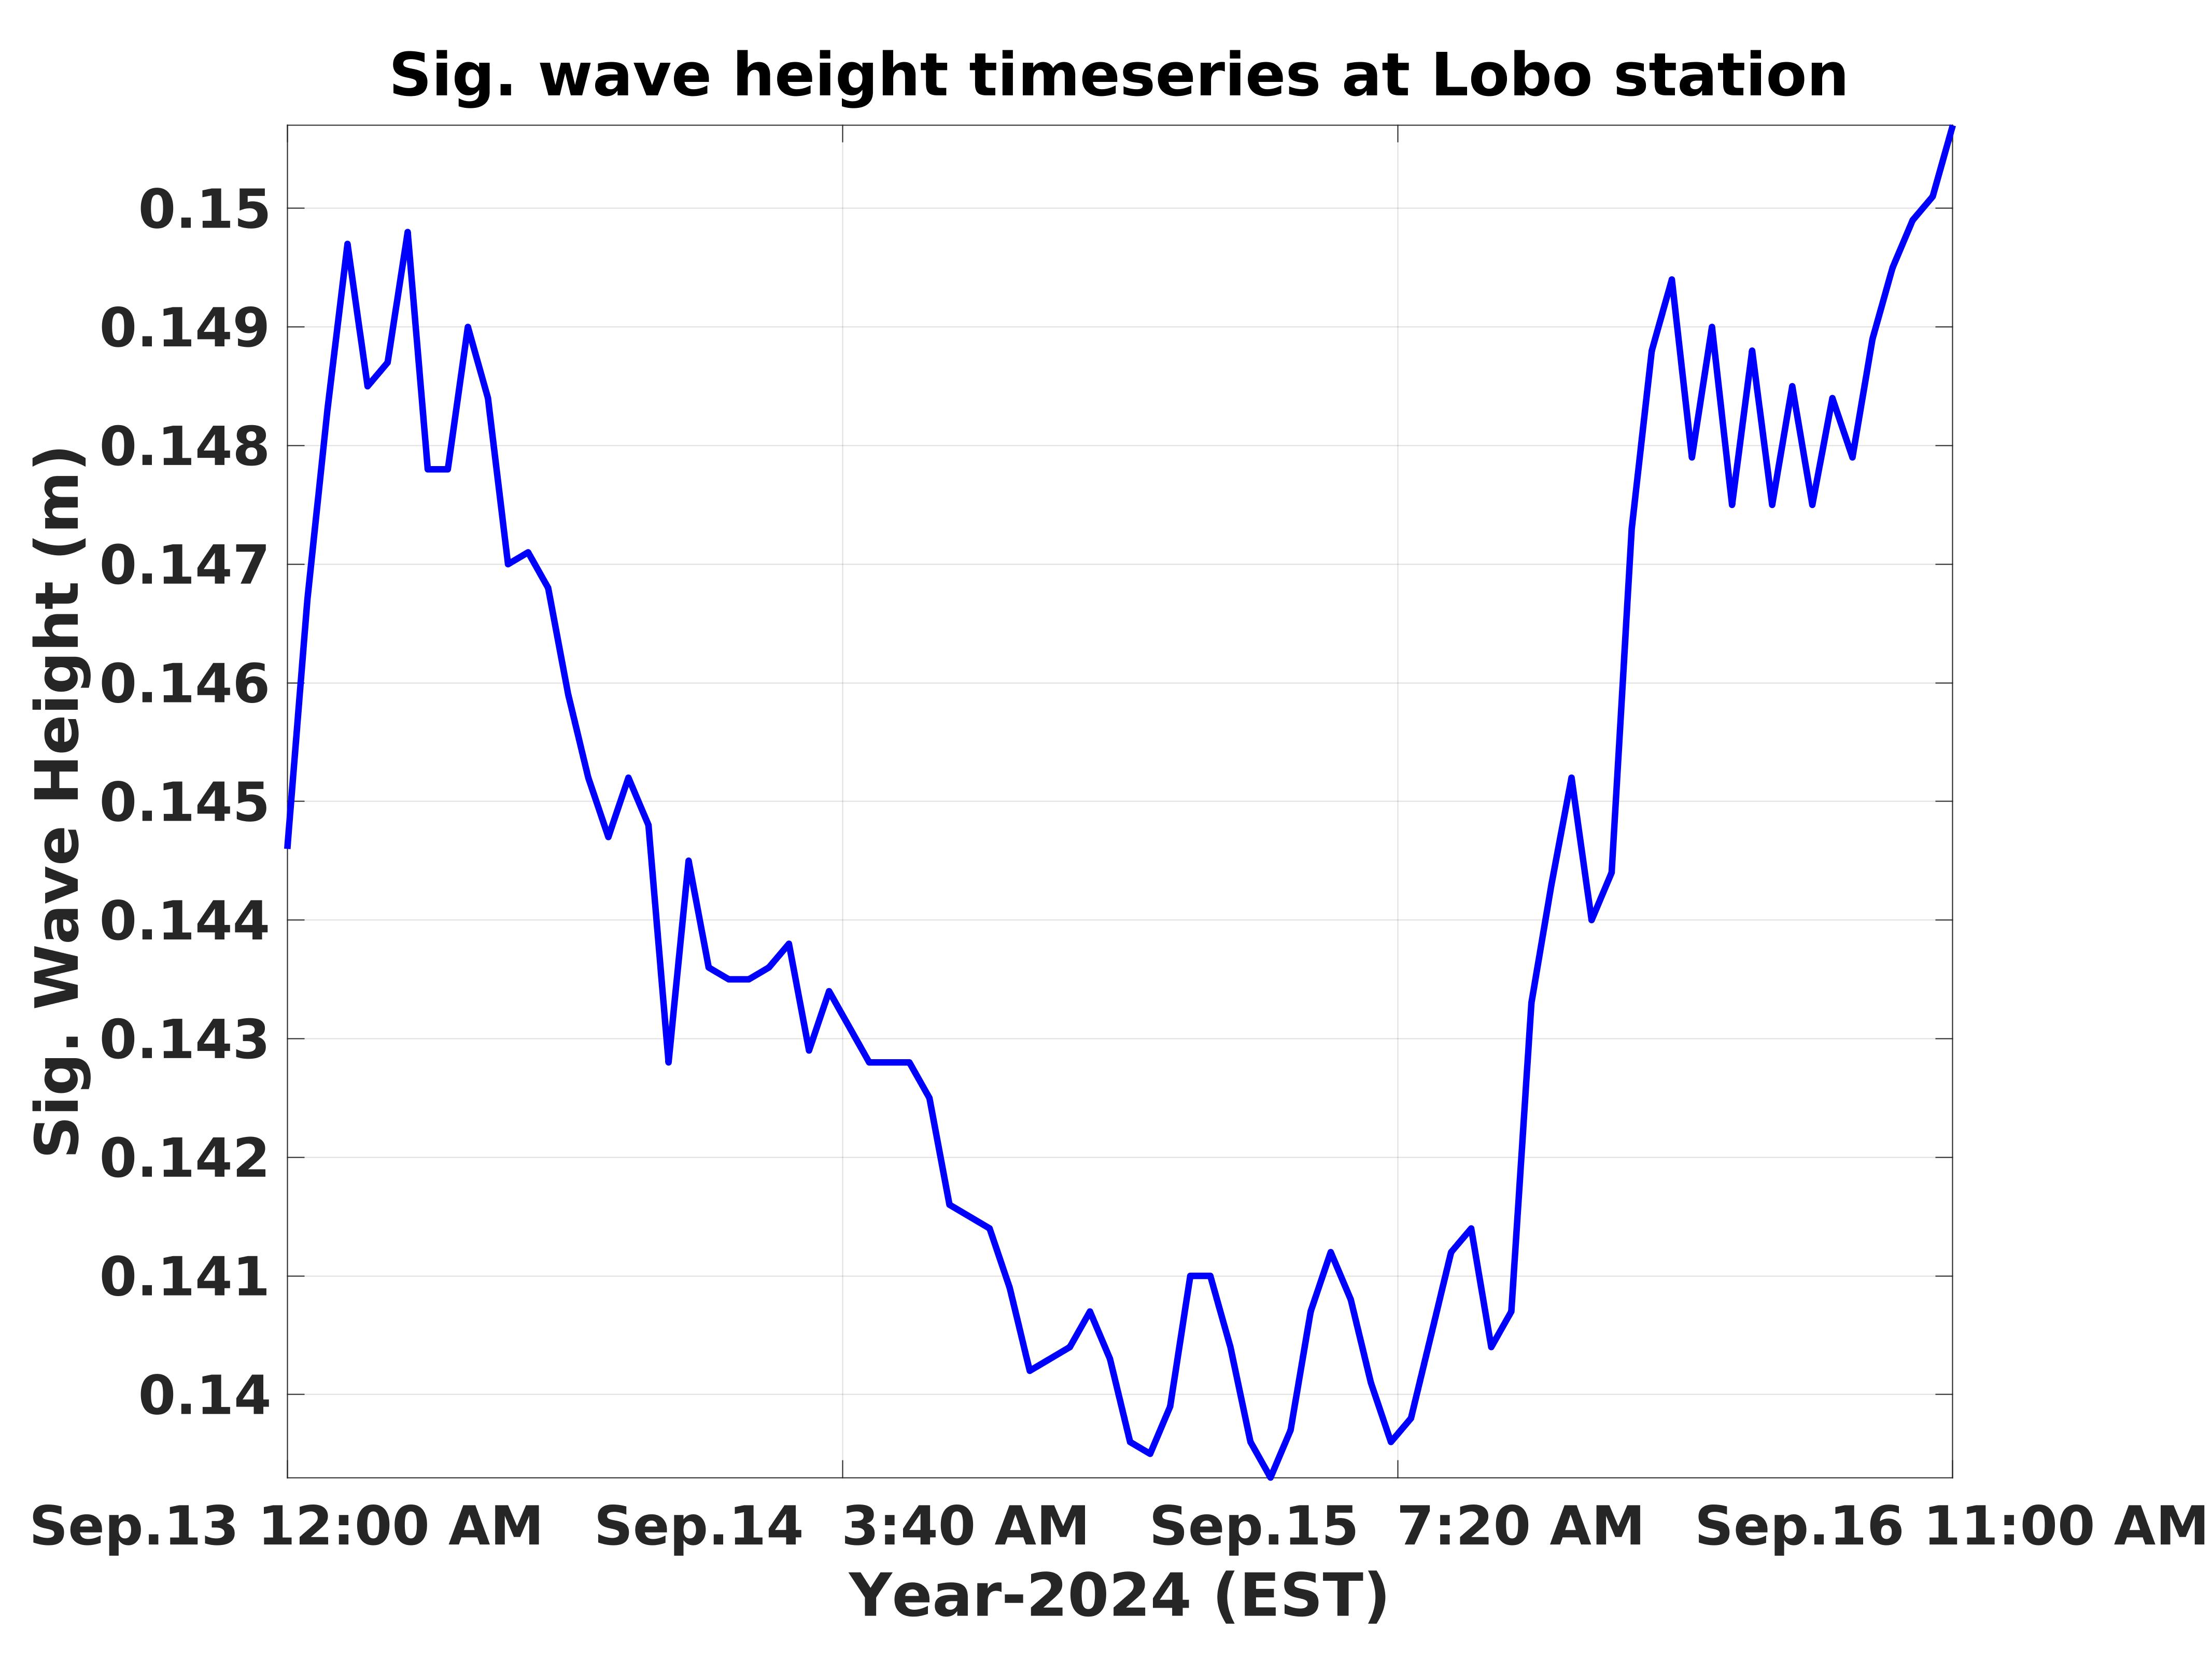 Sig. wave height timeseries at Lobo station
Sig. Wave Height (m)
0.15
0.149
0.148
0.147
0.146
0.145
0.144
0.143
0.142
0.141
0.14
Sep.13 12:00 AM Sep.14 3:40 AM Sep.15 7:20 AM Sep.16 11:00 AM
Year-2024 (EST)